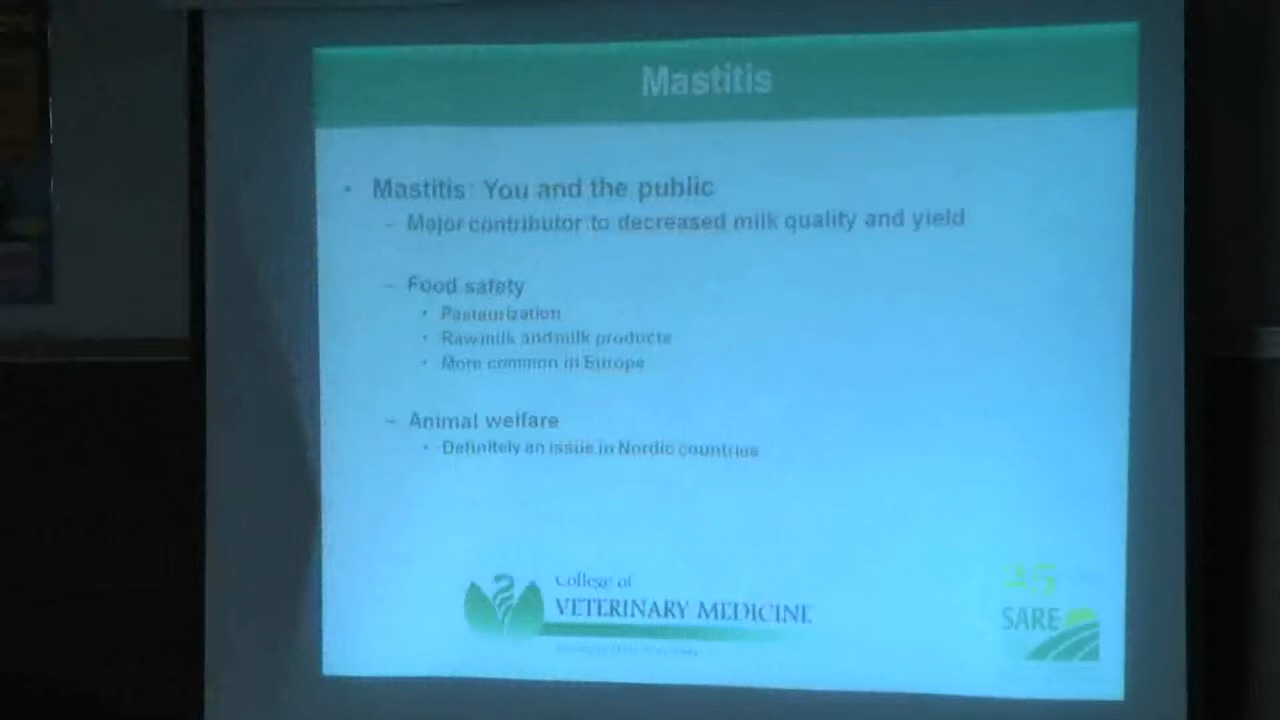 Mastitis
• Mastitis: You and the public
– Major contributor to decreased milk quality and yield
– Food safety
• Pasteurization
• Raw milk and milk products
• More common in Europe
– Animal welfare
• Definitely an issue in Nordic countries
College of
VETERINARY MEDICINE
25
SARE